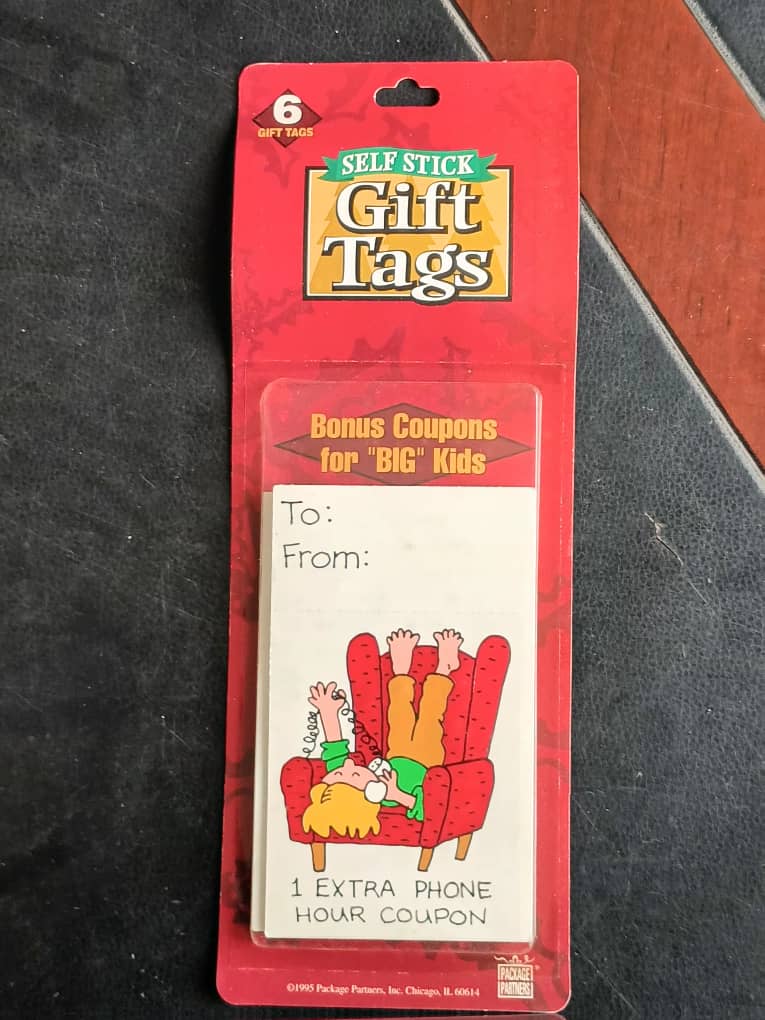 6
GIFT TAGS
SELF STICK
Gift
Tags
Bonus Coupons
for "BIG" Kids
To:
From:
1 EXTRA PHONE
HOUR COUPON
©1995 Package Partners, Inc. Chicago, IL 60614
PACKAGE
PARTNERS